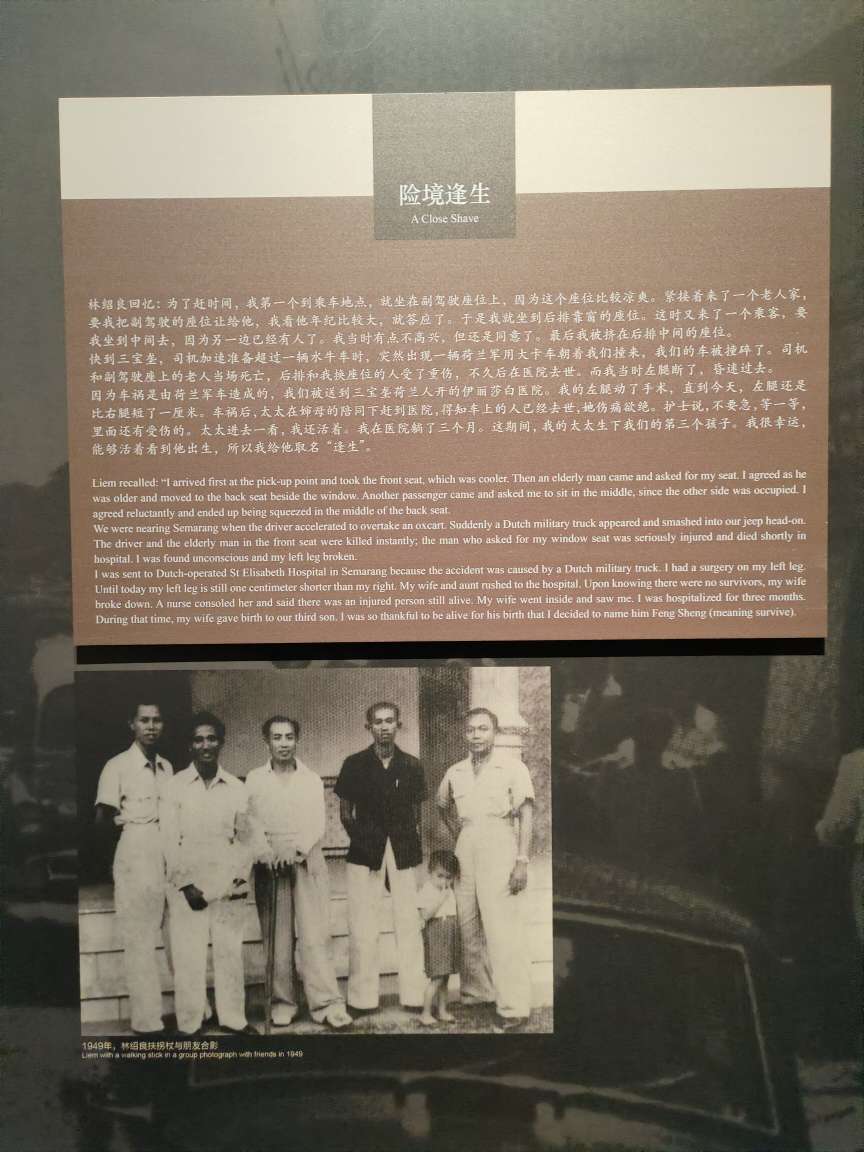 险境逢生
A Close Shave
林绍良回忆：为了赶时间，我第一个到乘车地点，就坐在副驾驶座位上，因为这个座位比较凉爽。紧接着来了一个老人家，
要我把副驾驶的座位让给他，我看他年纪比较大，就答应了。于是我就坐到后排靠窗的座位。这时又来了一个乘客，要
我坐到中间去，因为另一边已经有人了。我当时有点不高兴，但还是同意了。最后我被挤在后排中间的座位。
快到三宝垄，司机加速准备超过一辆水牛车时，突然出现一辆荷兰军用大卡车朝着我们撞来，我们的车被撞碎了。司机
和副驾驶座上的老人当场死亡，后排和我换座位的人受了重伤，不久后在医院去世。而我当时左腿断了，昏迷过去。
因为车祸是由荷兰军车造成的，我们被送到三宝垄荷兰人开的伊丽莎白医院。我的左腿动了手术，直到今天，左腿还是
比右腿短了一厘米。车祸后，太太在婶母的陪同下赶到医院，得知车上的人已经去世，她伤痛欲绝。护士说，不要急，等一等，
里面还有受伤的。太太进去一看，我还活着。我在医院躺了三个月。这期间，我的太太生下我们的第三个孩子。我很幸运，
能够活着看到他出生，所以我给他取名“逢生”。
Liem recalled: “I arrived first at the pick-up point and took the front seat, which was cooler. Then an elderly man came and asked for my seat. I agreed as he
was older and moved to the back seat beside the window. Another passenger came and asked me to sit in the middle, since the other side was occupied. I
agreed reluctantly and ended up being squeezed in the middle of the back seat.
We were nearing Semarang when the driver accelerated to overtake an oxcart. Suddenly a Dutch military truck appeared and smashed into our jeep head-on.
The driver and the elderly man in the front seat were killed instantly; the man who asked for my window seat was seriously injured and died shortly in
hospital. I was found unconscious and my left leg broken.
I was sent to Dutch-operated St Elisabeth Hospital in Semarang because the accident was caused by a Dutch military truck. I had a surgery on my left leg.
Until today my left leg is still one centimeter shorter than my right. My wife and aunt rushed to the hospital. Upon knowing there were no survivors, my wife
broke down. A nurse consoled her and said there was an injured person still alive. My wife went inside and saw me. I was hospitalized for three months.
During that time, my wife gave birth to our third son. I was so thankful to be alive for his birth that I decided to name him Feng Sheng (meaning survive).
1949年，林绍良扶拐杖与朋友合影
Liem with a walking stick in a group photograph with friends in 1949